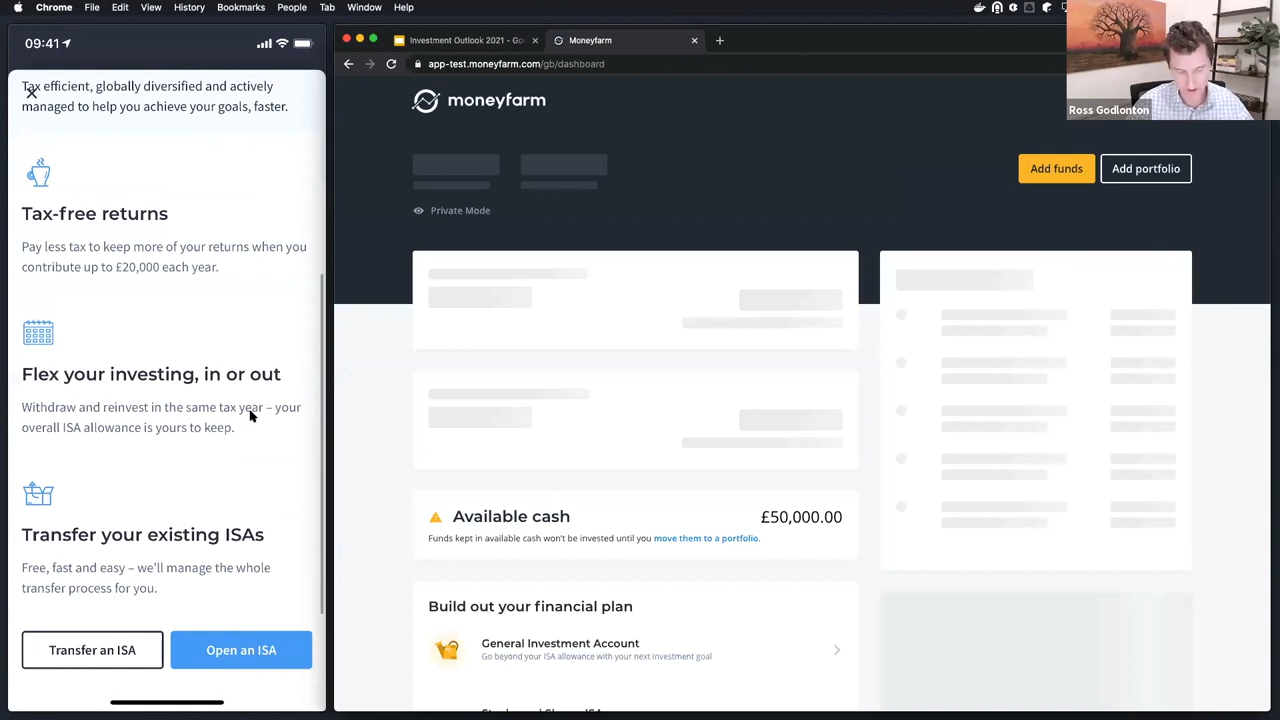 File Edit View History Bookmarks People Tab Window Help
09:41
Tax efficient, globally diversified and actively
managed to help you achieve your goals, faster.
Tax-free returns
Pay less tax to keep more of your returns when you
contribute up to £20,000 each year.
Flex your investing, in or out
Withdraw and reinvest in the same tax year – your
overall ISA allowance is yours to keep.
Transfer your existing ISAs
Free, fast and easy – we'll manage the whole
transfer process for you.
Transfer an ISA
Open an ISA
Investment Outlook 2021 - Go
Moneyfarm
app-test.moneyfarm.com/gb/dashboard
moneyfarm
Add funds
Add portfolio
Private Mode
Available cash
£50,000.00
Funds kept in available cash won't be invested until you move them to a portfolio.
Build out your financial plan
General Investment Account
Go beyond your ISA allowance with your next investment goal
Ross Godlonton